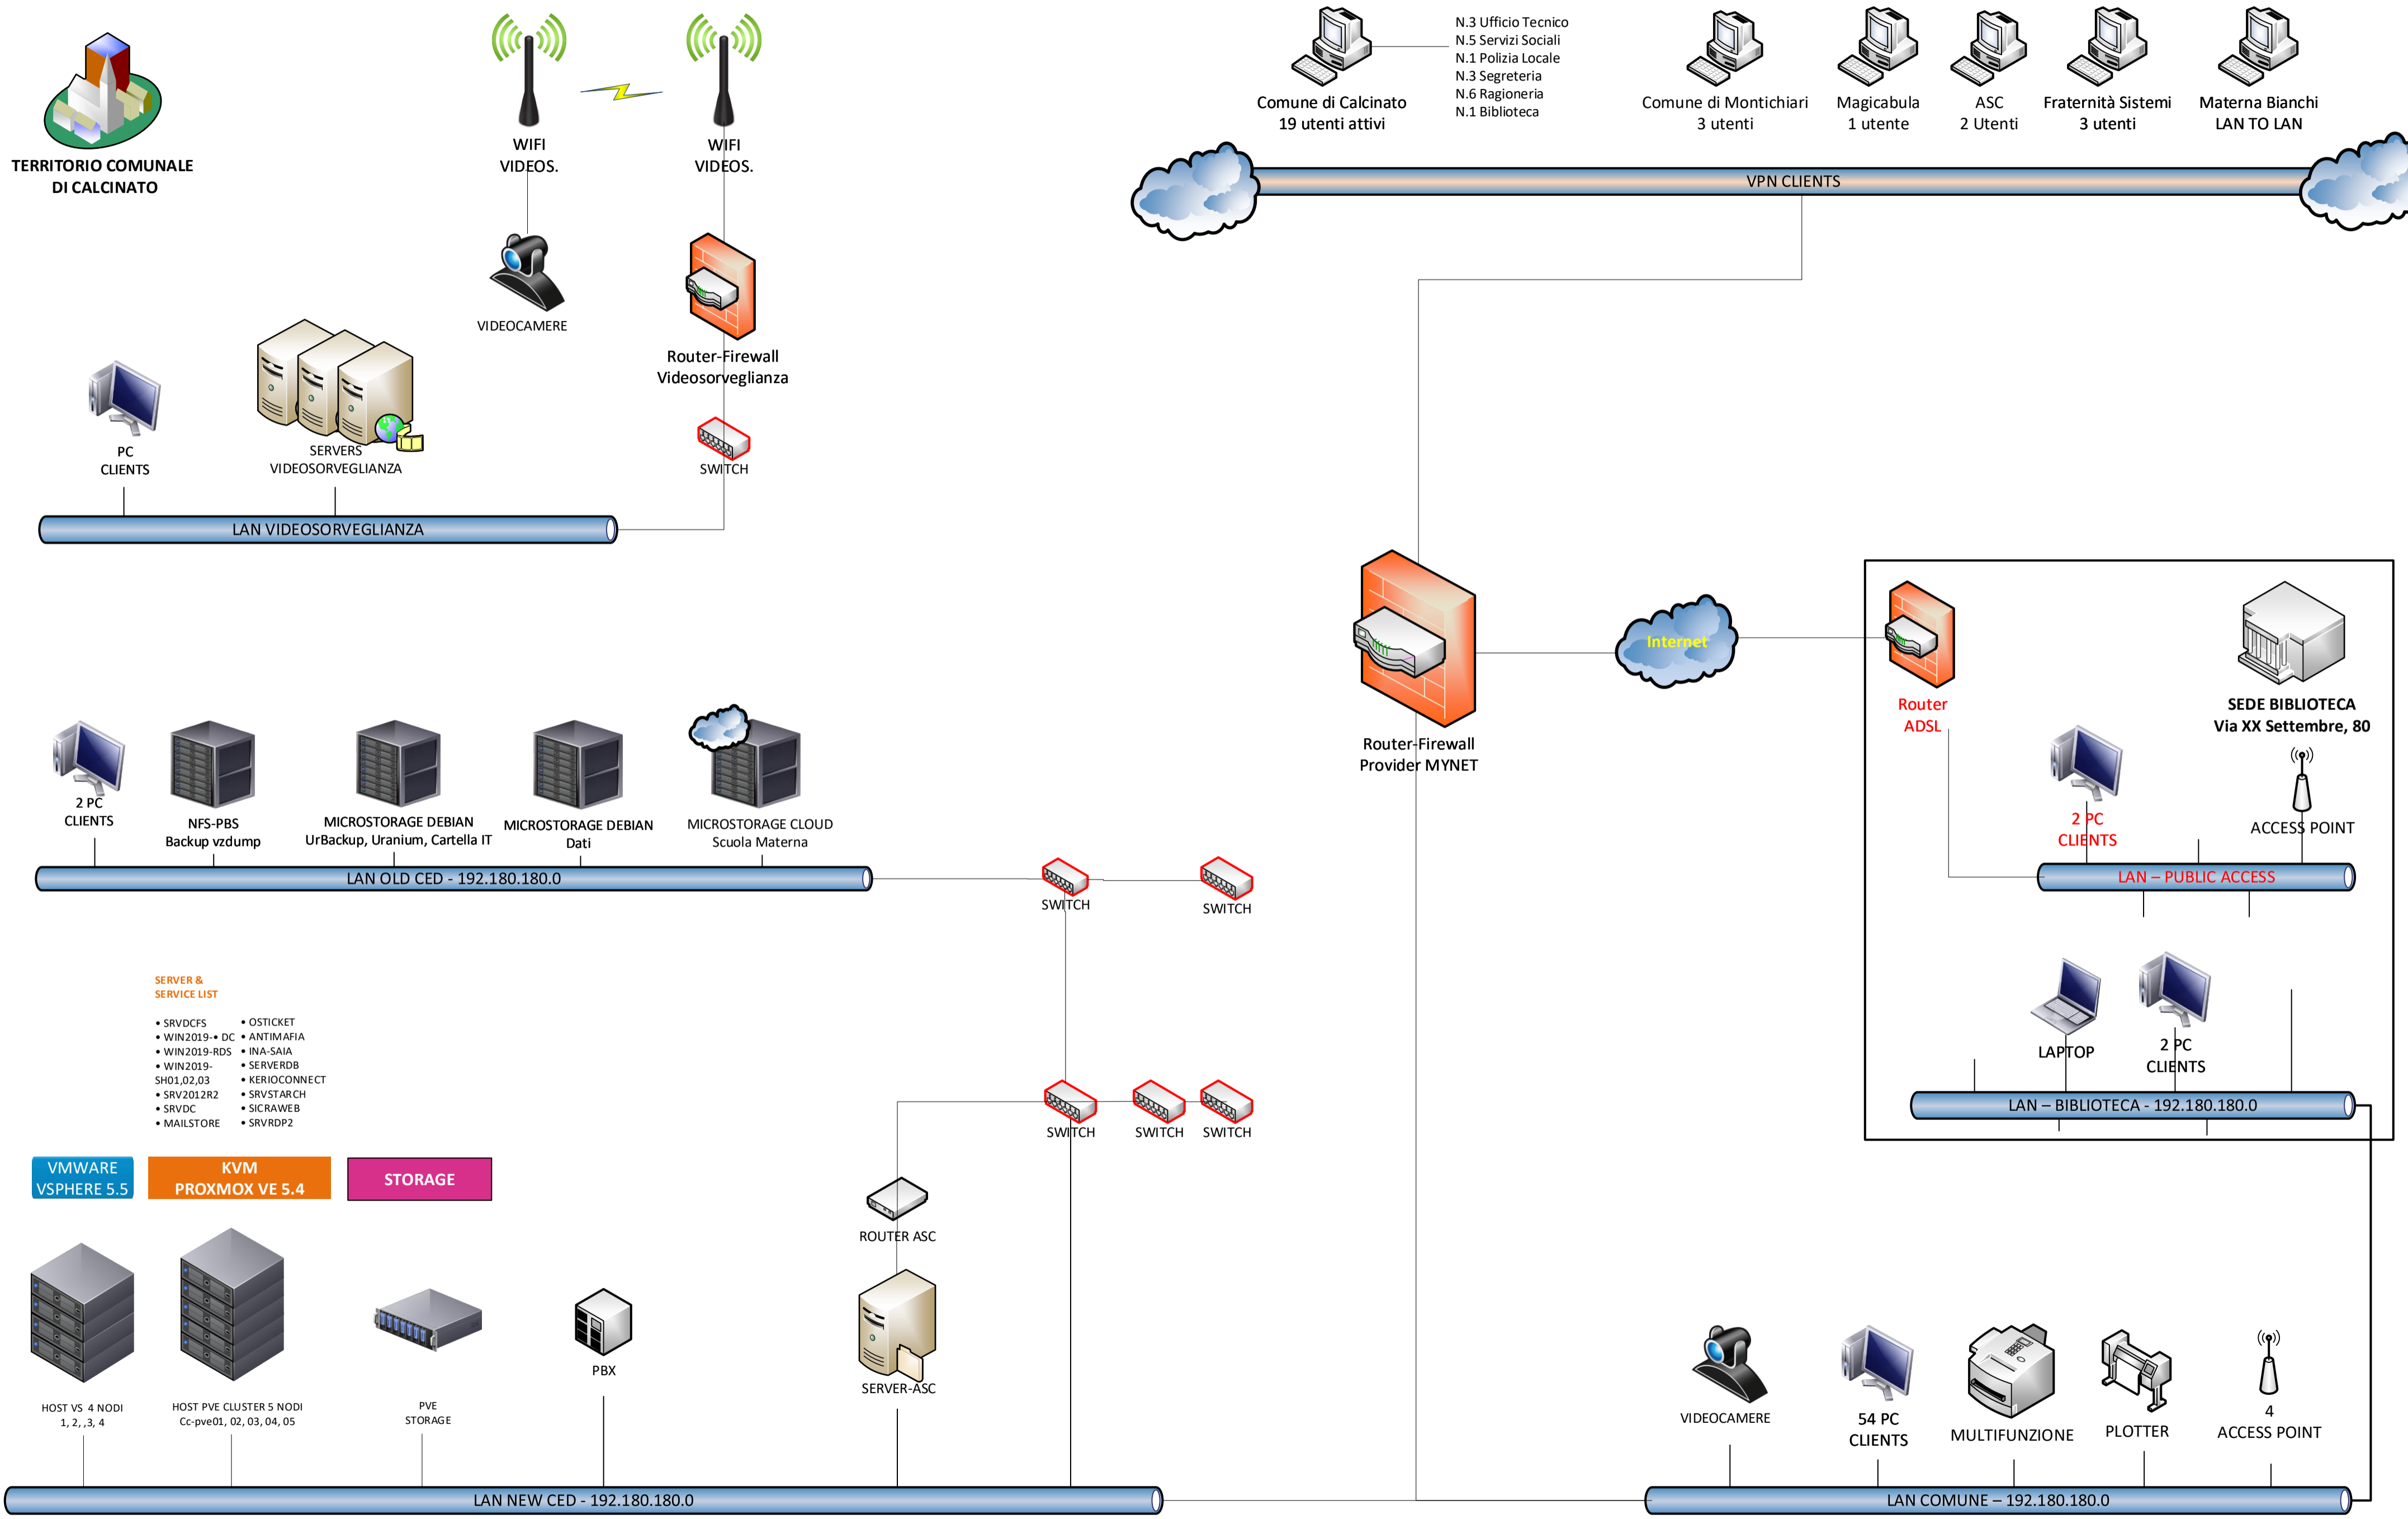 TERRITORIO COMUNALE
DI CALCINATO
WIFI
VIDEOS.
WIFI
VIDEOS.
VIDEOCAMERE
Router-Firewall
Videosorveglianza
SWITCH
PC
CLIENTS
SERVERS
VIDEOSORVEGLIANZA
LAN VIDEOSORVEGLIANZA
Comune di Calcinato
19 utenti attivi
N.3 Ufficio Tecnico
N.5 Servizi Sociali
N.1 Polizia Locale
N.3 Segreteria
N.6 Ragioneria
N.1 Biblioteca
Comune di Montichiari
3 utenti
Magicabula
1 utente
ASC
2 Utenti
Fraternità Sistemi
3 utenti
Materna Bianchi
LAN TO LAN
VPN CLIENTS
Router-Firewall
Provider MYNET
Internet
Router
ADSL
SEDE BIBLIOTECA
Via XX Settembre, 80
2 PC
CLIENTS
ACCESS POINT
LAN – PUBLIC ACCESS
LAPTOP
2 PC
CLIENTS
LAN – BIBLIOTECA - 192.180.180.0
2 PC
CLIENTS
NFS-PBS
Backup vzdump
MICROSTORAGE DEBIAN
UrBackup, Uranium, Cartella IT
MICROSTORAGE DEBIAN
Dati
MICROSTORAGE CLOUD
Scuola Materna
LAN OLD CED - 192.180.180.0
SWITCH
SWITCH
SERVER &
SERVICE LIST
• SRVDCFS
• WIN2019-• DC
• WIN2019-RDS
• WIN2019-
SH01,02,03
• SRV2012R2
• SRVDC
• MAILSTORE
• OSTICKET
• ANTIMAFIA
• INA-SAIA
• SERVERDB
• KERIOCONNECT
• SRVSTARCH
• SICRAWEB
• SRVRDP2
SWITCH
SWITCH
SWITCH
VMWARE
VSPHERE 5.5
KVM
PROXMOX VE 5.4
STORAGE
ROUTER ASC
HOST VS 4 NODI
1, 2, ,3, 4
HOST PVE CLUSTER 5 NODI
Cc-pve01, 02, 03, 04, 05
PVE
STORAGE
PBX
SERVER-ASC
LAN NEW CED - 192.180.180.0
VIDEOCAMERE
54 PC
CLIENTS
MULTIFUNZIONE
PLOTTER
4
ACCESS POINT
LAN COMUNE – 192.180.180.0